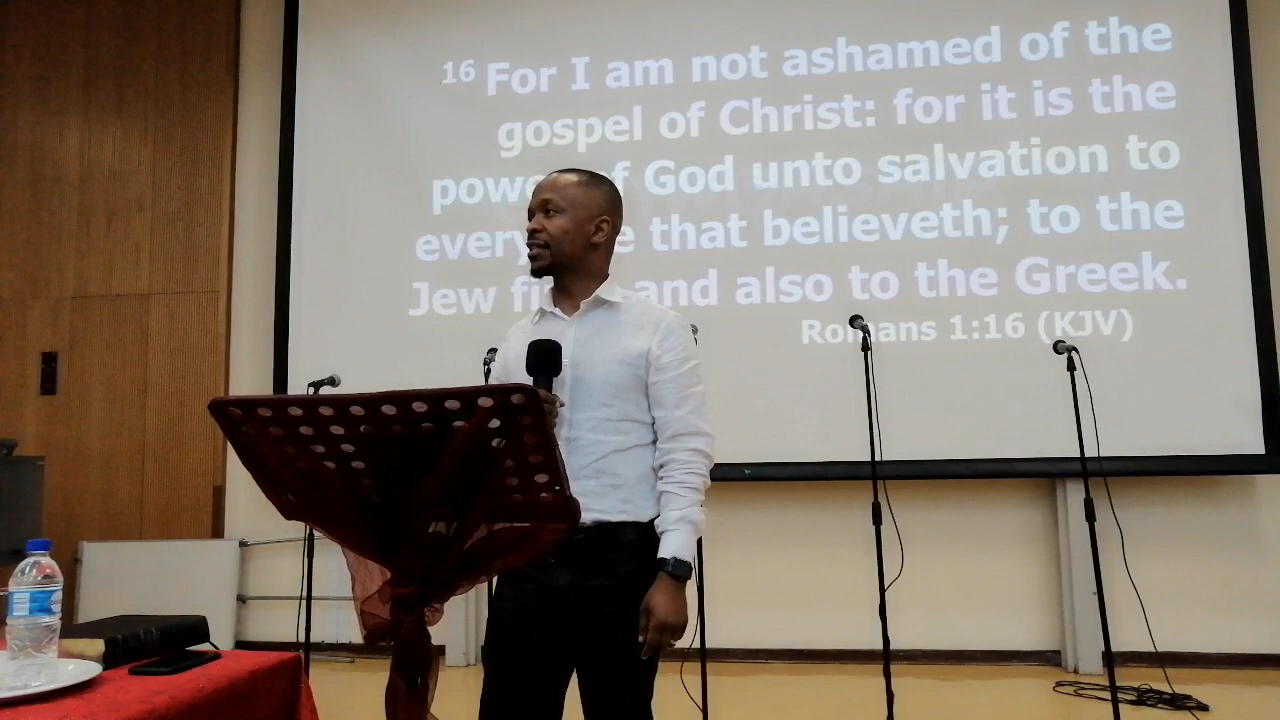 16 For I am not ashamed of the
gospel of Christ: for it is the
God unto salvation to
that believeth; to the
Jew and also to the Greek.
Romans 1:16 (KJV)